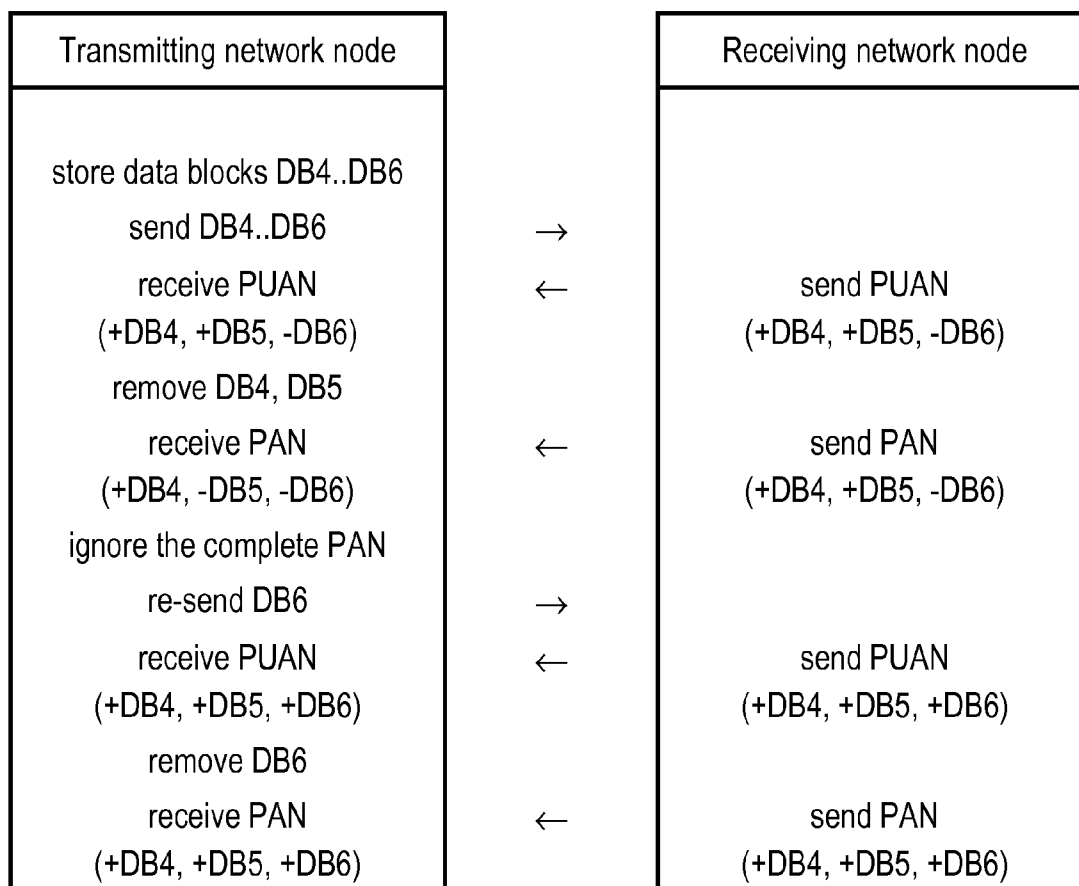 Transmitting network node
Receiving network node
store data blocks DB4..DB6
send DB4..DB6 →
receive PUAN ← send PUAN
(+DB4, +DB5, -DB6) (+DB4, +DB5, -DB6)
remove DB4, DB5
receive PAN ← send PAN
(+DB4, -DB5, -DB6) (+DB4, +DB5, -DB6)
ignore the complete PAN
re-send DB6 →
receive PUAN ← send PUAN
(+DB4, +DB5, +DB6) (+DB4, +DB5, +DB6)
remove DB6
receive PAN ← send PAN
(+DB4, +DB5, +DB6) (+DB4, +DB5, +DB6)